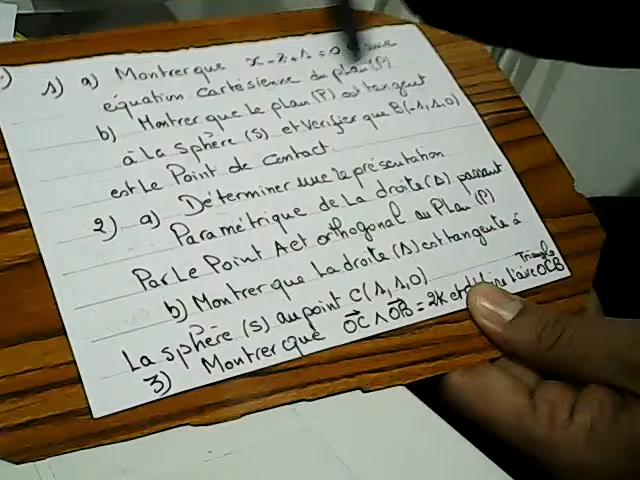 1) a) Montrer que x - z + 1 = 0 une
équation cartésienne du plan (P)
b) Montrer que le plan (P) est tangent
à la sphère (S) et vérifier que B(-1,1,0)
est le Point de contact.
2) a) Déterminer une représentation
Paramétrique de la droite (Δ) passant
Par Le Point A et orthogonal au Plan (P)
b) Montrer que La droite (Δ) est tangente à
La sphère (S) au point C(1,1,0)
3) Montrer que OC ∧ OB = 2K et déduire l'aire Triangle OCB